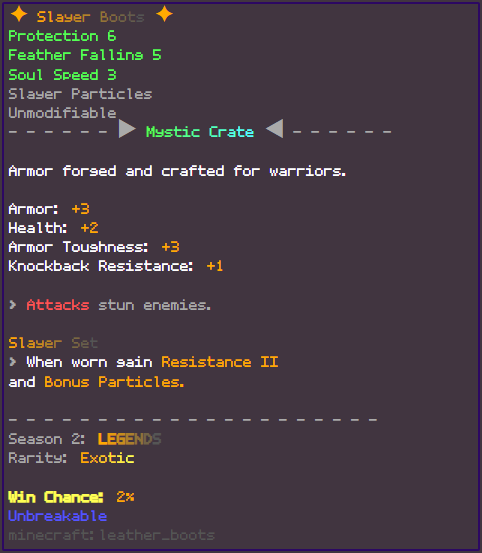 ✦ Slayer Boots ✦
Protection 6
Feather Falling 5
Soul Speed 3
Slayer Particles
Unmodifiable
- - - - - - ▶ Mystic Crate ◀ - - - - - -
Armor forged and crafted for warriors.
Armor: +3
Health: +2
Armor Toughness: +3
Knockback Resistance: +1
> Attacks stun enemies.
Slayer Set
> When worn gain Resistance II
and Bonus Particles.
- - - - - - - - - - - - - - - - - - - - -
Season 2: LEGENDS
Rarity: Exotic
Win Chance: 2%
Unbreakable
minecraft:leather_boots